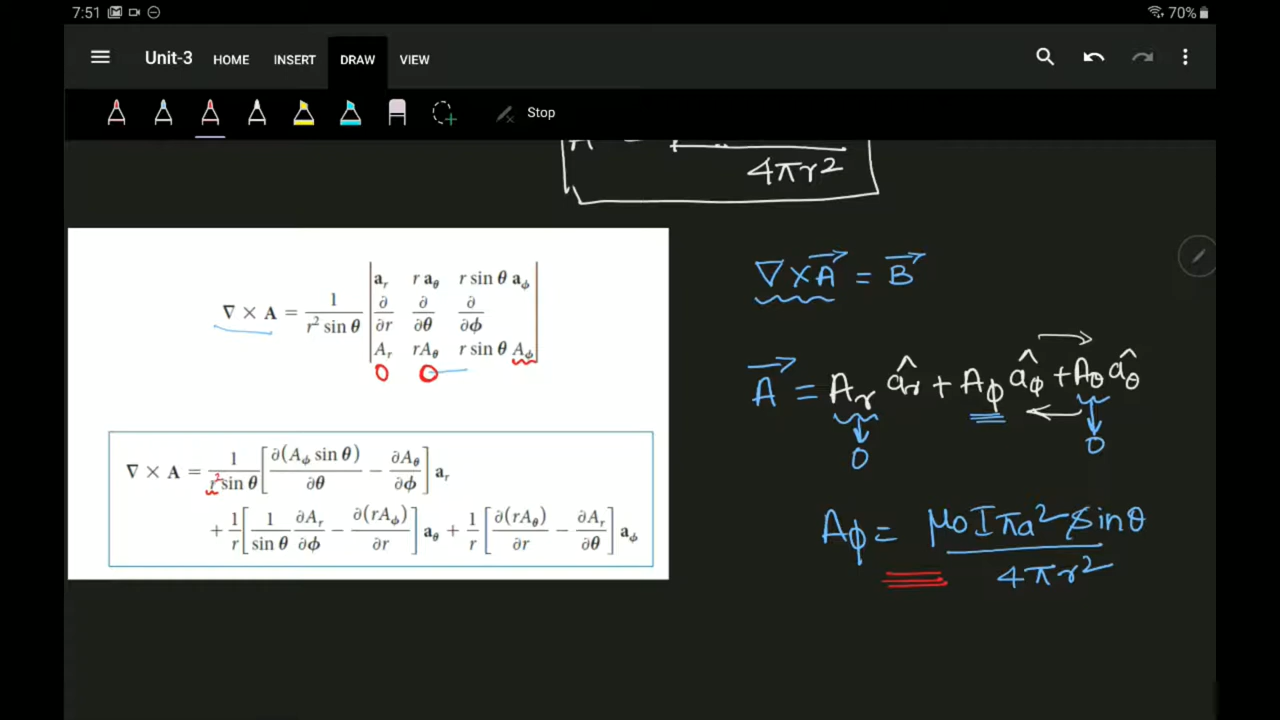 7:51 70%
Unit-3 HOME INSERT DRAW VIEW
Stop
4πr²
∇ × A = 1 / r² sin θ | a_r r a_θ r sin θ a_ϕ |
| ∂/∂r ∂/∂θ ∂/∂ϕ |
| A_r rA_θ r sin θ A_ϕ |
0 0
∇ × A = 1 / r² sin θ [ ∂(A_ϕ sin θ)/∂θ − ∂A_θ/∂ϕ ] a_r
+ 1/r [ 1/sin θ ∂A_r/∂ϕ − ∂(rA_ϕ)/∂r ] a_θ + 1/r [ ∂(rA_θ)/∂r − ∂A_r/∂θ ] a_ϕ
∇×A⃗ = B⃗
A⃗ = A_r â_r + A_ϕ â_ϕ + A_θ â_θ
0 0
A_ϕ = μ₀Iπa² sinθ / 4πr²